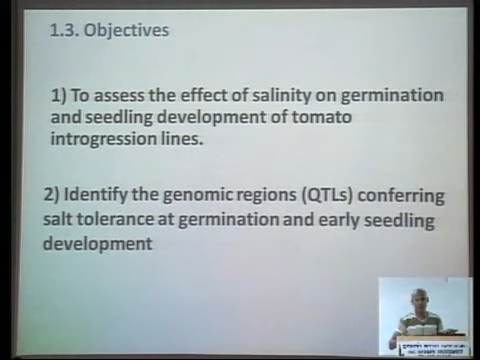 1.3. Objectives
1) To assess the effect of salinity on germination
and seedling development of tomato
introgression lines.
2) Identify the genomic regions (QTLs) conferring
salt tolerance at germination and early seedling
development